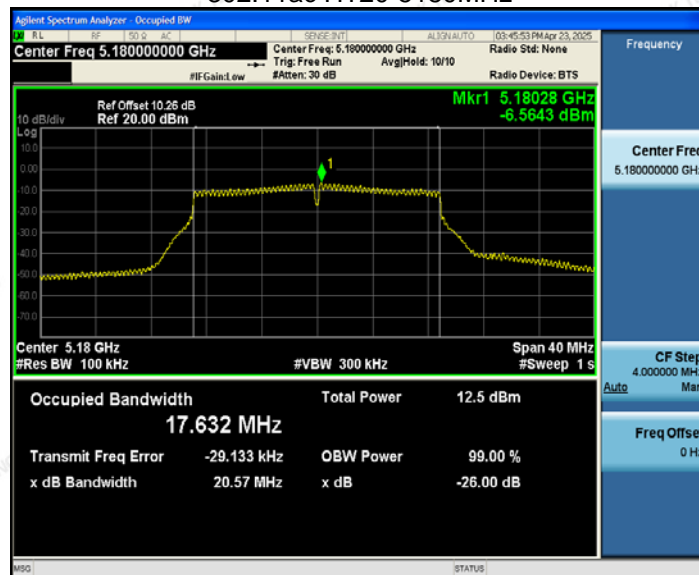 Agilent Spectrum Analyzer - Occupied BW
RL RF 50 Ω AC SENSE:INT ALIGN AUTO 03:45:53 PM Apr 23, 2025
Center Freq 5.180000000 GHz
Center Freq: 5.180000000 GHz
Radio Std: None
Trig: Free Run Avg|Hold: 10/10
#IFGain:Low #Atten: 30 dB Radio Device: BTS
Ref Offset 10.26 dB
Mkr1 5.18028 GHz
10 dB/div Ref 20.00 dBm -6.5643 dBm
Log
10.0
0.00
-10.0
-20.0
-30.0
-40.0
-50.0
-60.0
-70.0
1
Center 5.18 GHz Span 40 MHz
#Res BW 100 kHz #VBW 300 kHz #Sweep 1 s
Occupied Bandwidth Total Power 12.5 dBm
17.632 MHz
Transmit Freq Error -29.133 kHz OBW Power 99.00 %
x dB Bandwidth 20.57 MHz x dB -26.00 dB
MSG STATUS
Frequency
Center Freq
5.180000000 GHz
CF Step
4.000000 MHz
Auto Man
Freq Offset
0 Hz